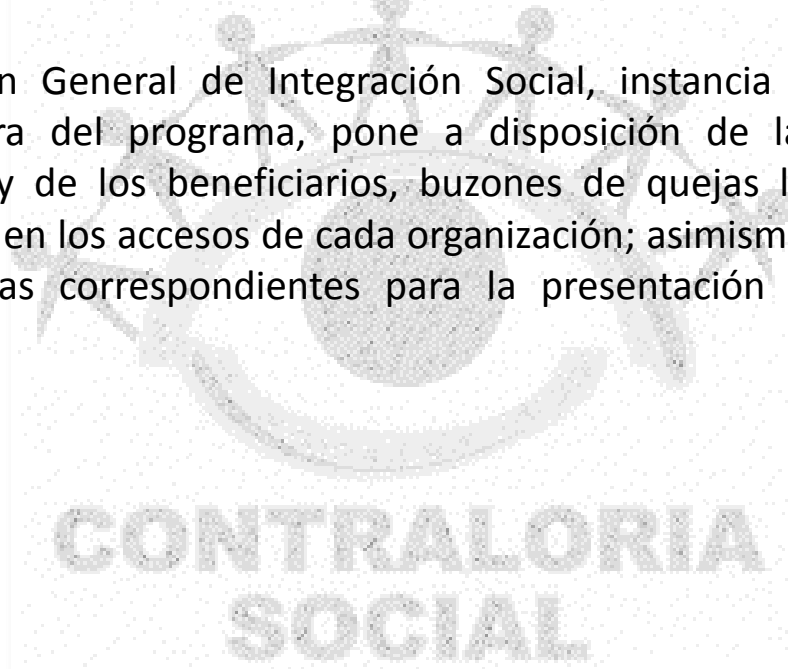 n General de Integración Social, instancia
ra del programa, pone a disposición de la
y de los beneficiarios, buzones de quejas l
en los accesos de cada organización; asimism
as correspondientes para la presentación
CONTRALORIA
SOCIAL